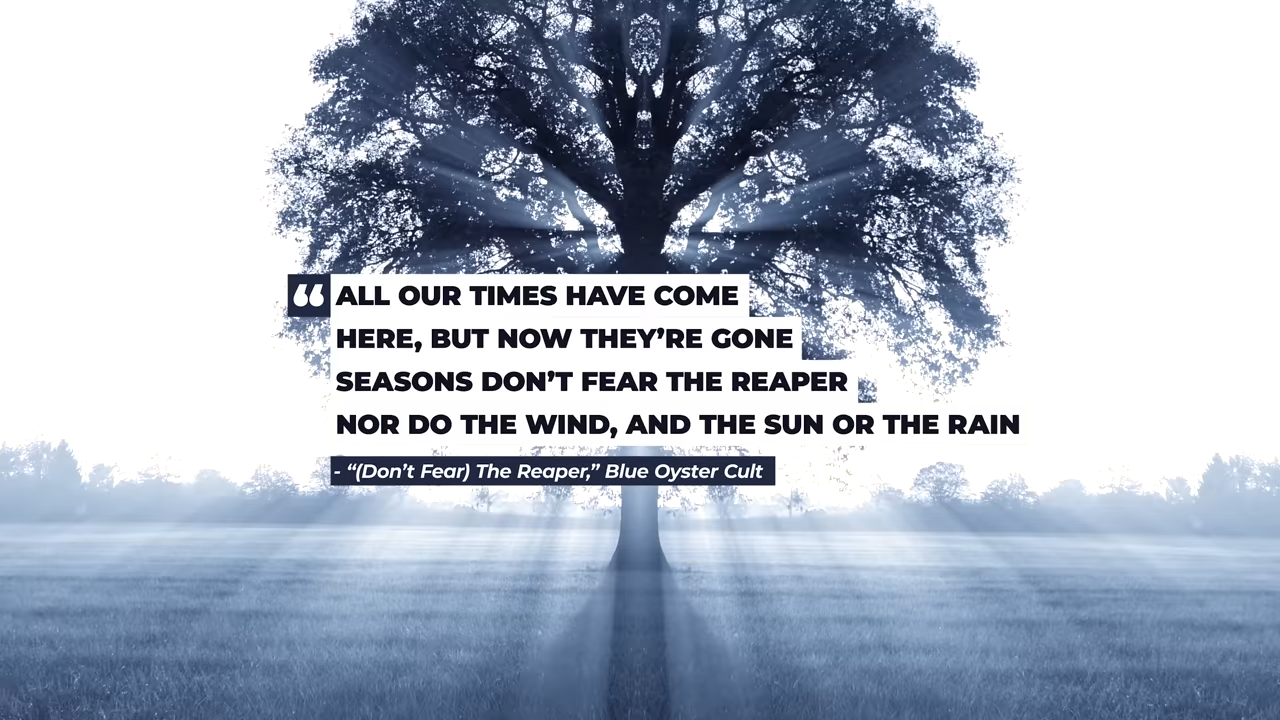 “ ALL OUR TIMES HAVE COME
HERE, BUT NOW THEY’RE GONE
SEASONS DON’T FEAR THE REAPER
NOR DO THE WIND, AND THE SUN OR THE RAIN
- “(Don’t Fear) The Reaper,” Blue Oyster Cult